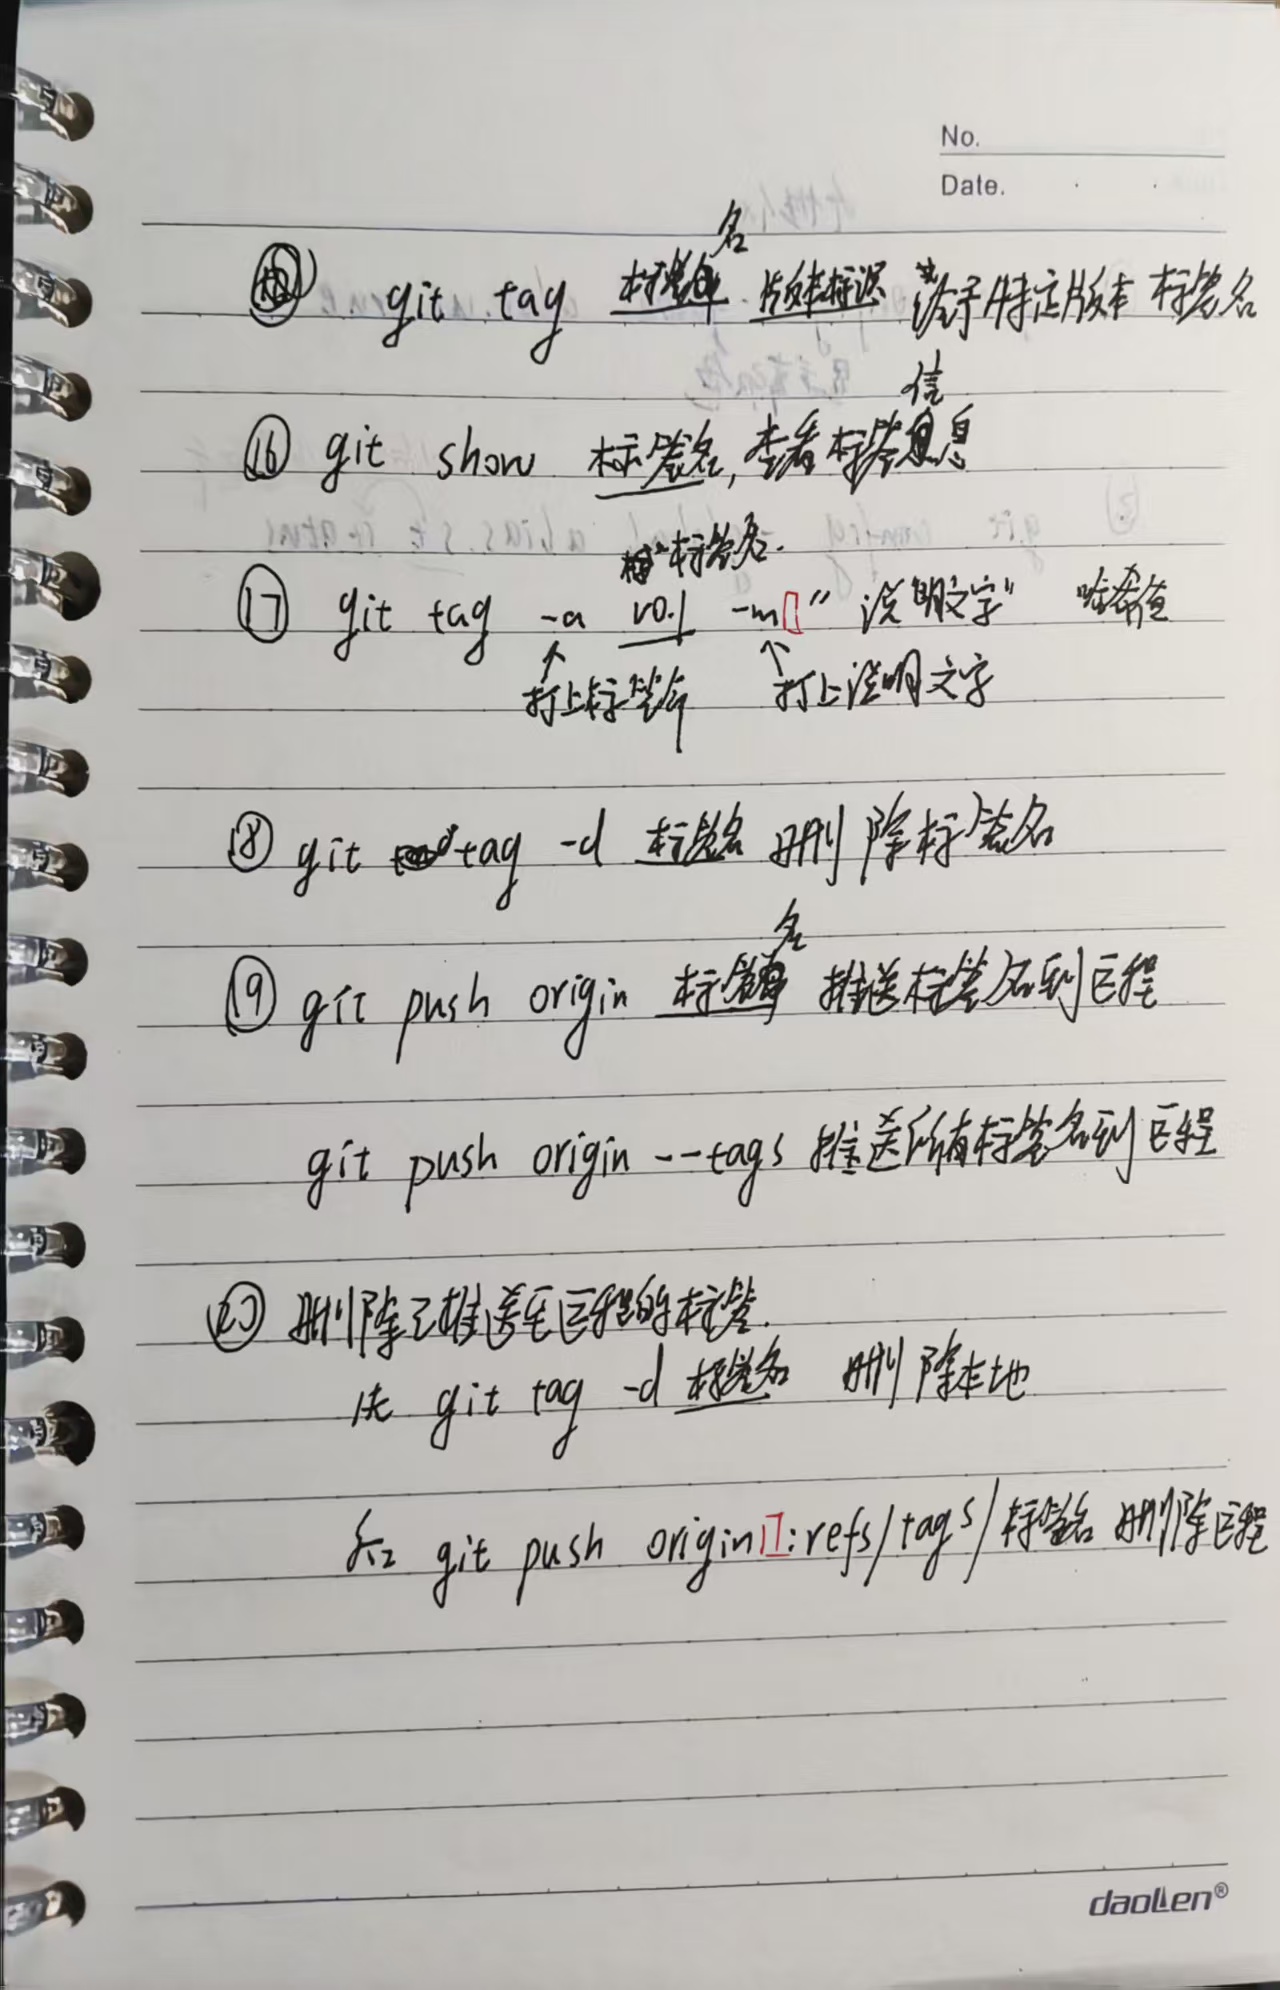 No.
Date.
git tag 标签名 版本标识 给予特定版本标签名
⑯ git show 标签名, 查看标签信息
标签名.
⑰ git tag -a v0.1 -m "说明文字" 哈希值
打上标签 打上说明文字
⑱ git tag -d 标签名 删除标签名
⑲ git push origin 标签名 推送标签名到远程
git push origin --tags 推送所有标签名到远程
⑳ 删除已推送至远程的标签.
先 git tag -d 标签名 删除本地
后 git push origin :refs/tags/标签名 删除远程
daolen®